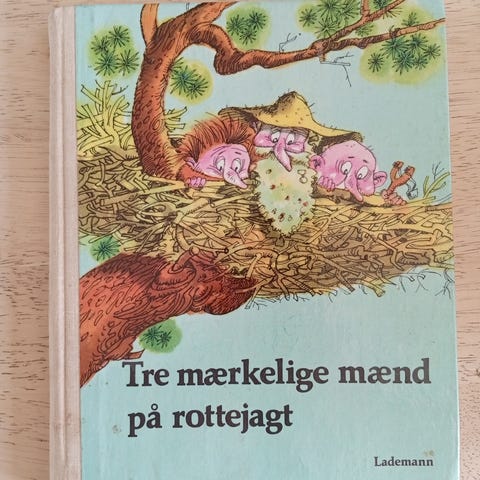 Tre mærkelige mænd
på rottejagt
Lademann